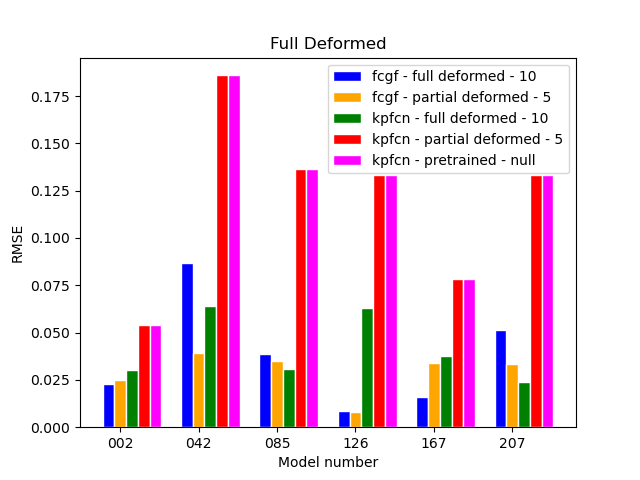 Full Deformed
fcgf - full deformed - 10
fcgf - partial deformed - 5
kpfcn - full deformed - 10
kpfcn - partial deformed - 5
kpfcn - pretrained - null
RMSE
0.175
0.150
0.125
0.100
0.075
0.050
0.025
0.000
002 042 085 126 167 207
Model number